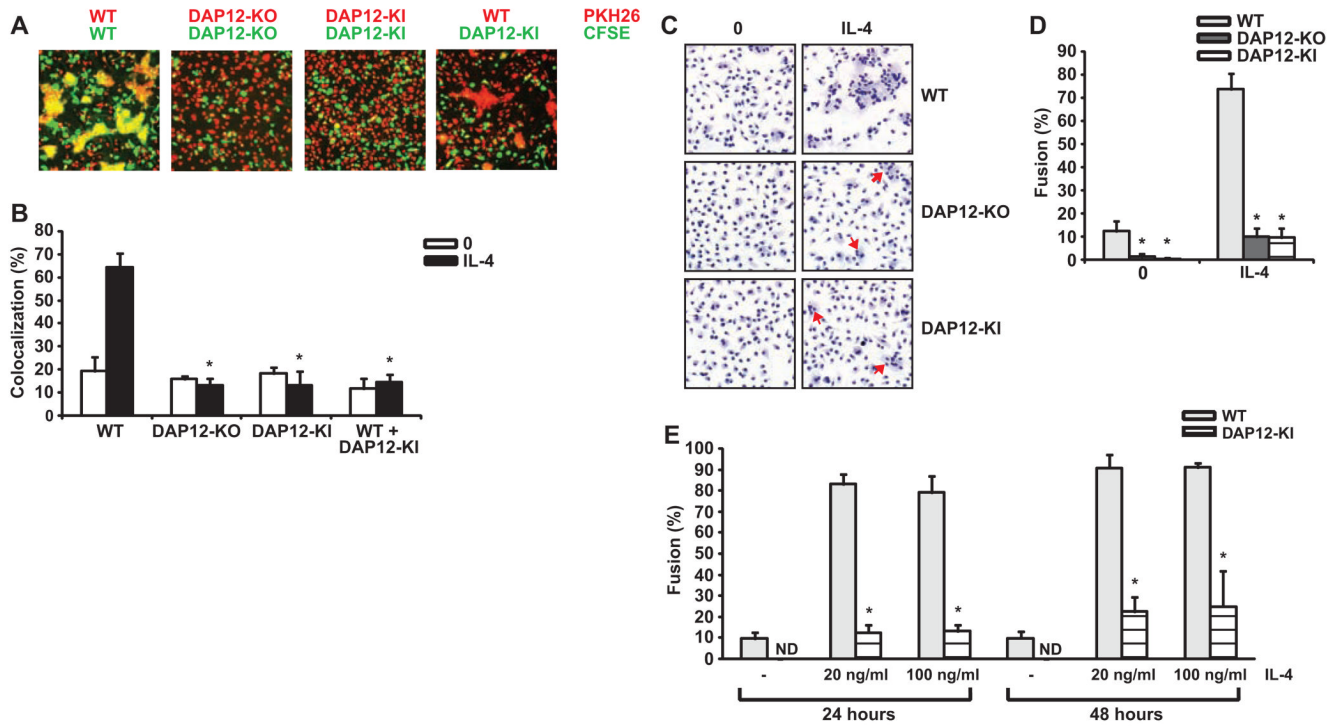 A
WT DAP12-KO DAP12-KI WT PKH26
WT DAP12-KO DAP12-KI DAP12-KI CFSE
B
Colocalization (%)
80
70
60
50
40
30
20
10
0
0
IL-4
WT DAP12-KO DAP12-KI WT +
DAP12-KI
* * *
C
0 IL-4
WT
DAP12-KO
DAP12-KI
D
WT
DAP12-KO
DAP12-KI
Fusion (%)
90
80
70
60
50
40
30
20
10
0
* * * *
0 IL-4
E
WT
DAP12-KI
Fusion (%)
100
90
80
70
60
50
40
30
20
10
0
ND * * ND * *
- 20 ng/ml 100 ng/ml - 20 ng/ml 100 ng/ml IL-4
24 hours 48 hours